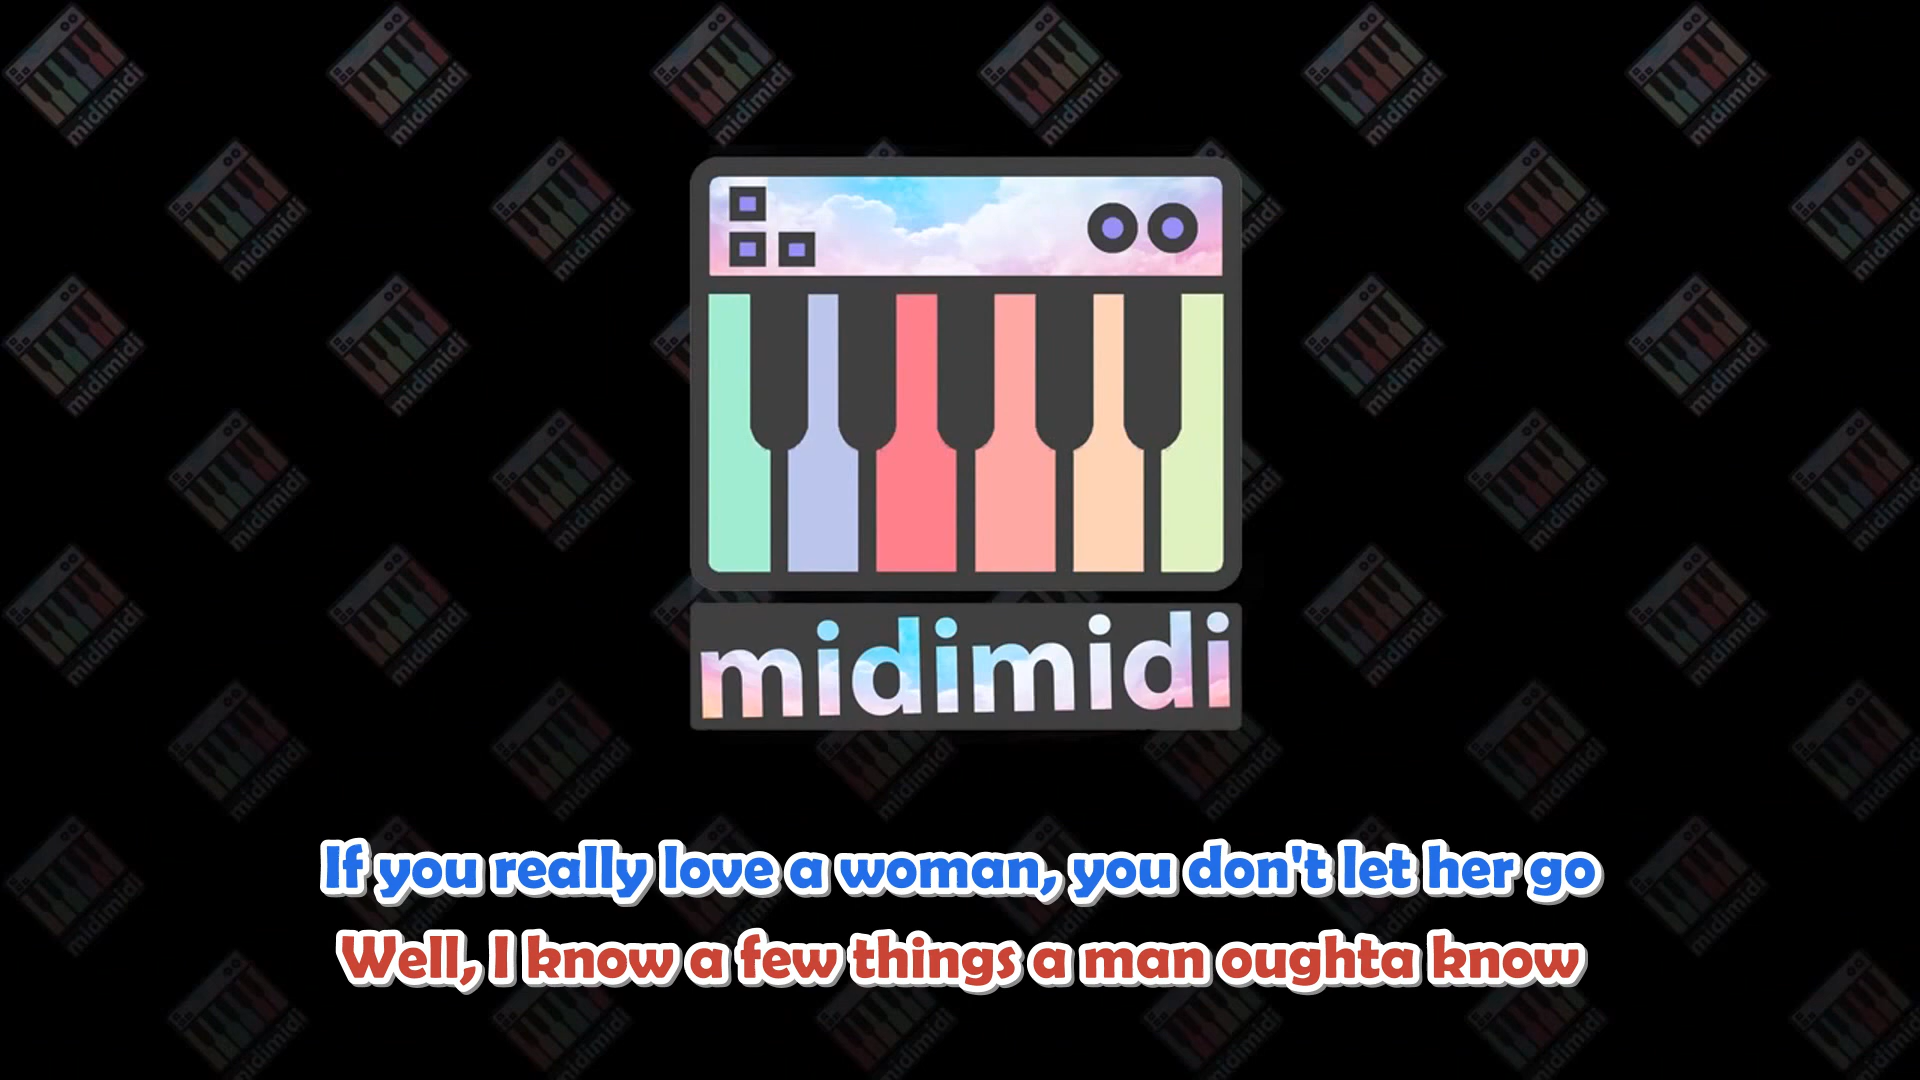 midimidi
If you really love a woman, you don't let her go
Well, I know a few things a man oughta know